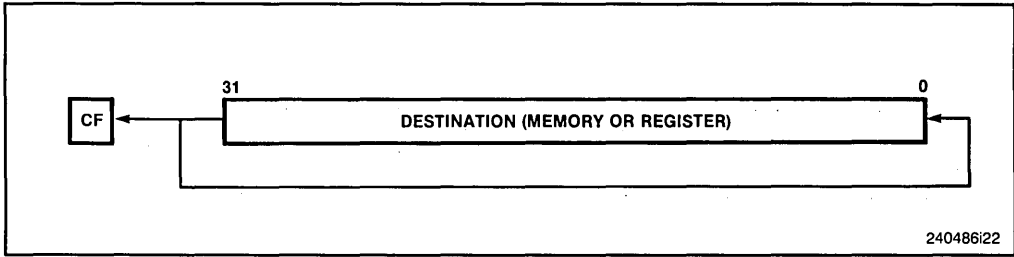 31 0
CF DESTINATION (MEMORY OR REGISTER)
240486i22